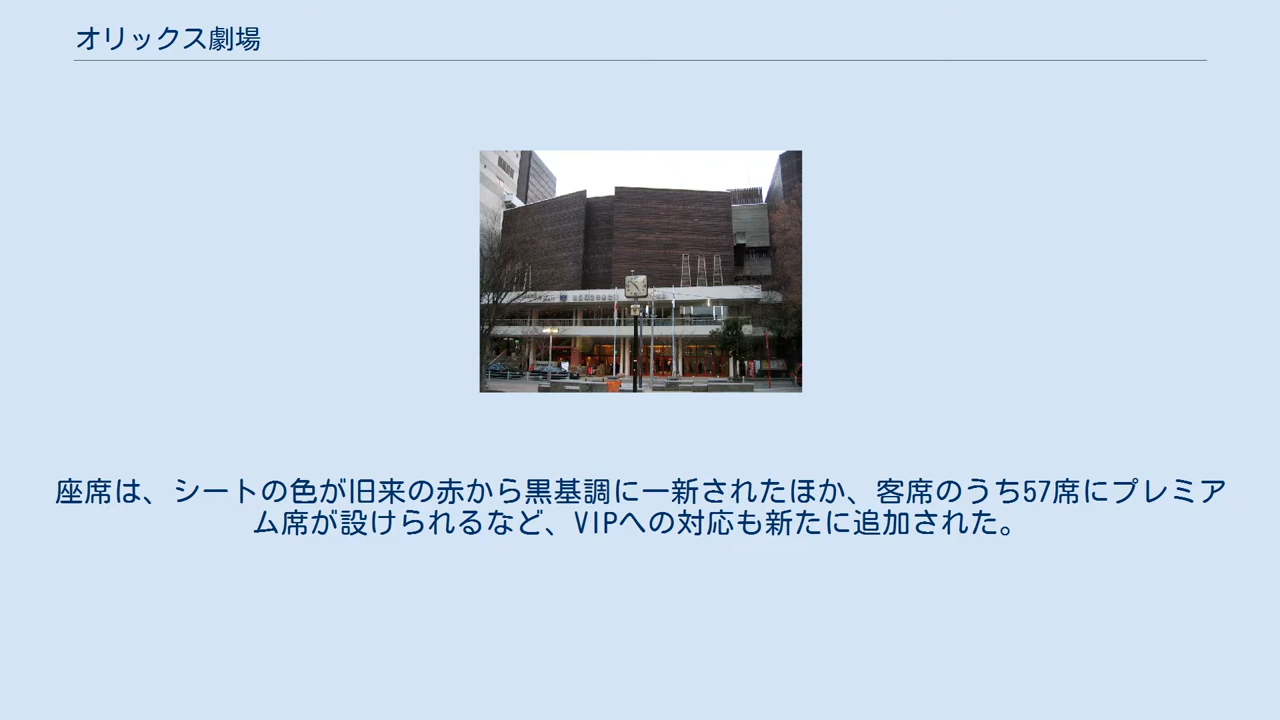 オリックス劇場
座席は、シートの色が旧来の赤から黒基調に一新されたほか、客席のうち57席にプレミア
ム席が設けられるなど、VIPへの対応も新たに追加された。